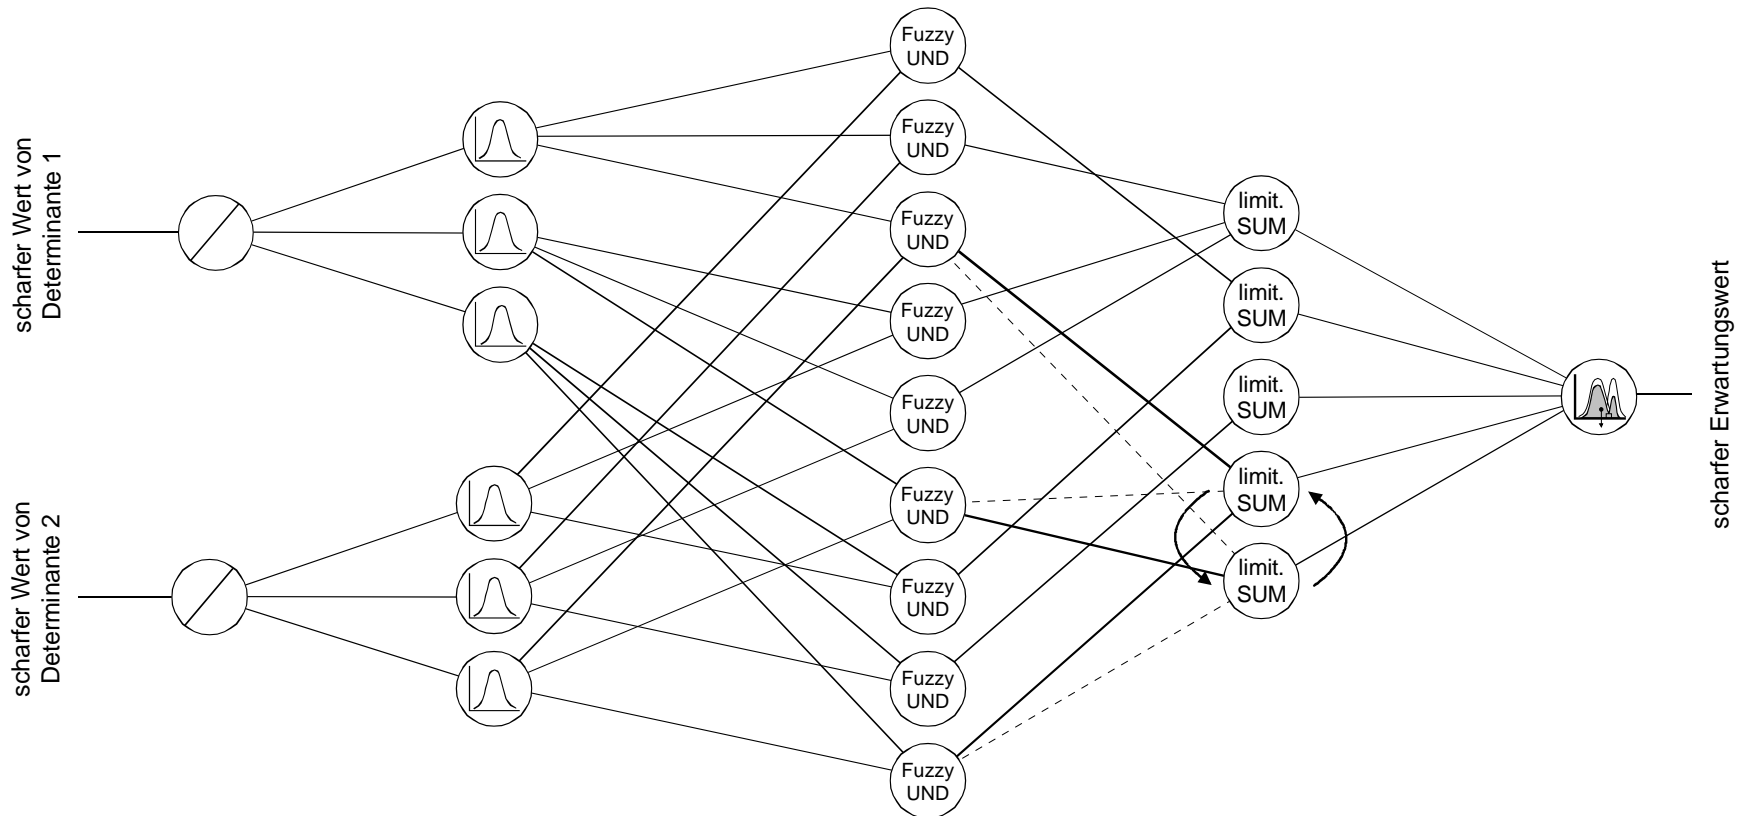 scharfer Wert von
Determinante 1
scharfer Wert von
Determinante 2
Fuzzy
UND
Fuzzy
UND
Fuzzy
UND
Fuzzy
UND
Fuzzy
UND
Fuzzy
UND
Fuzzy
UND
Fuzzy
UND
Fuzzy
UND
limit.
SUM
limit.
SUM
limit.
SUM
limit.
SUM
limit.
SUM
scharfer Erwartungswert